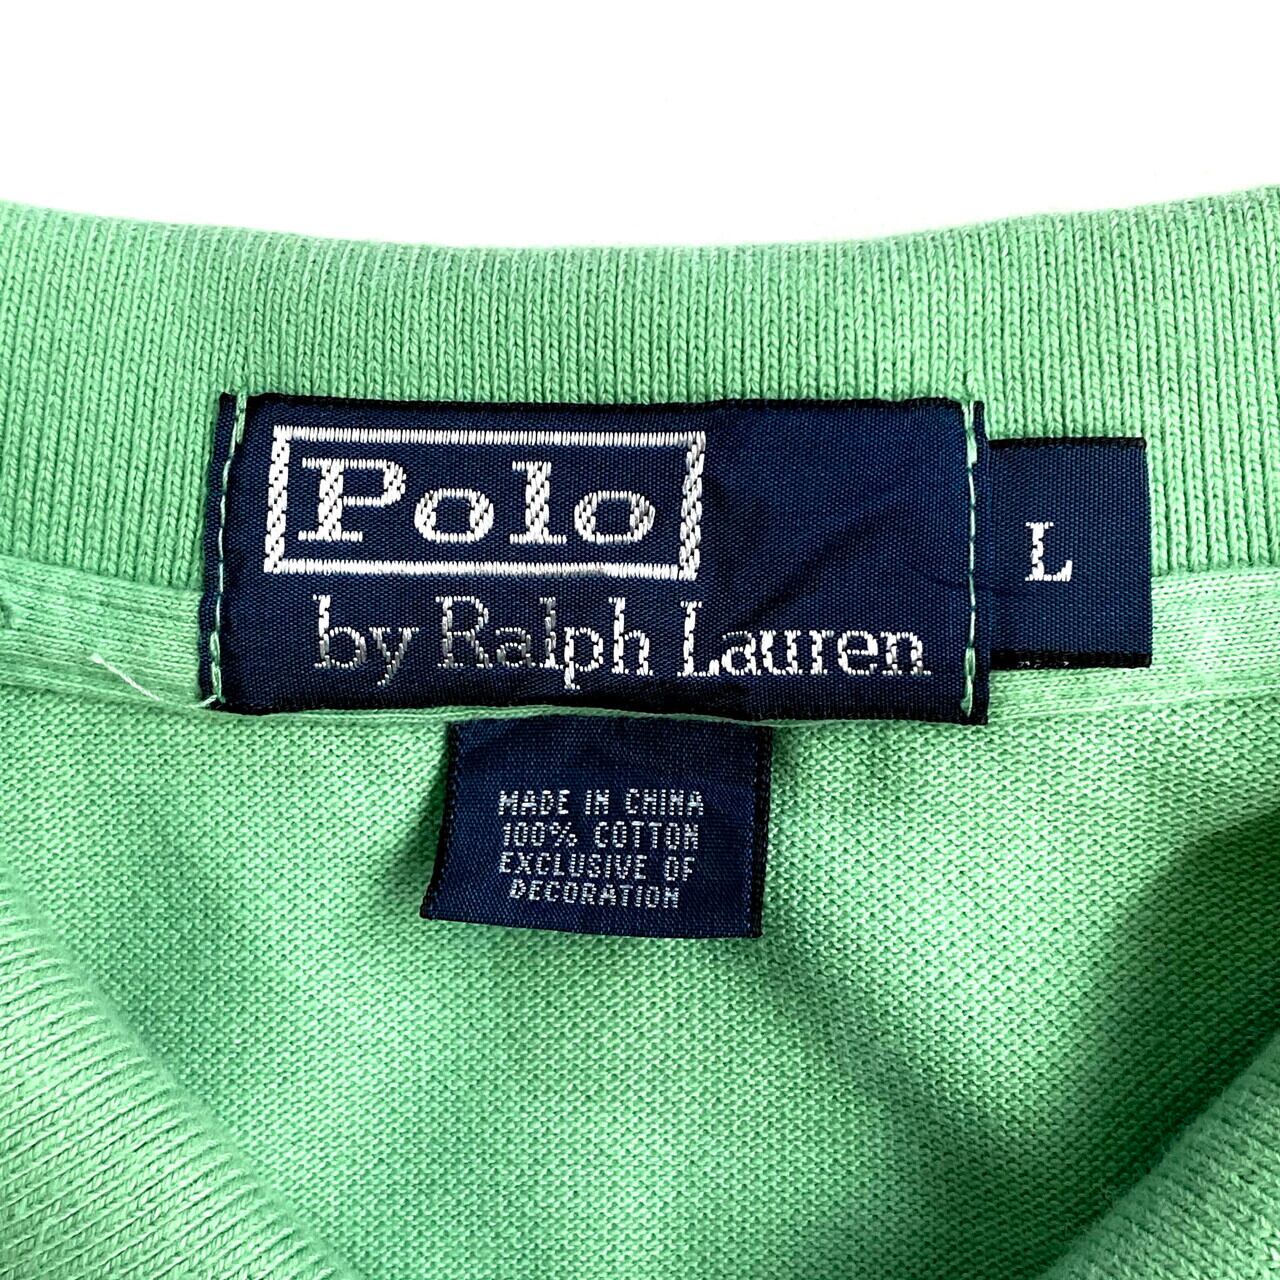 Polo
by Ralph Lauren
L
MADE IN CHINA
100% COTTON
EXCLUSIVE OF
DECORATION